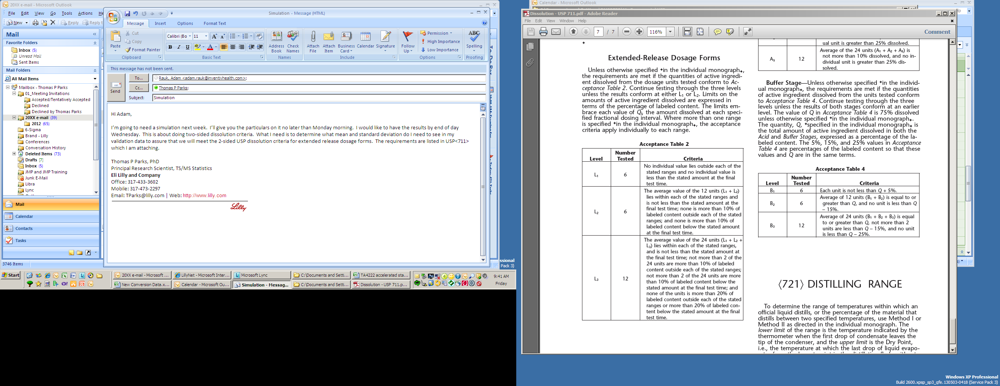 20XX e-mail - Microsoft Outlook
File Edit View Go Tools Actions He
New Reply Reply t
Mail
Favorite Folders
Inbox (5)
Unread Mail
Sent Items
Mail Folders
All Mail Items
Mailbox - Thomas P Parks
01_Meeting Invitations
Accepted/Tentatively Accepted
Declined
Declined by Thomas Parks
20XX e-mail (39)
2012 (65)
6-Sigma
Brand - Lilly
Conferences
Conversation History
Deleted Items (73)
Drafts [7]
Inbox (5)
JMP and JMP Training
Junk E-Mail
Libra
Lync
Mail
Calendar
Contacts
Tasks
3746 Items
Simulation - Message (HTML)
Message Insert Options Format Text
Paste
Cut
Copy
Format Painter
Clipboard
Calibri (Bo 11
B I U
Basic Text
Address Book
Check Names
Names
Attach File
Attach Item
Business Card
Calendar
Signature
Include
Follow Up
Permission
High Importance
Low Importance
Options
ABC
Spelling
Proofing
This message has not been sent.
Send
To... Rauk, Adam <adam.rauk@inventivhealth.com>;
Cc... Thomas P Parks;
Subject: Simulation
Hi Adam,
I'm going to need a simulation next week. I'll give you the particulars on it no later than Monday morning. I would like to have the results by end of day
Wednesday. This is about doing two-sided dissolution criteria. What I need is to determine what mean and standard deviation do I need to see in my
validation data to assure that we will meet the 2-sided USP dissolution criteria for extended release dosage forms. The requirements are listed in USP<711>
which I am attaching.
Thomas P Parks, PhD
Principal Research Scientist, TS/MS Statistics
Eli Lilly and Company
Office: 317-433-3602
Mobile: 317-473-2297
Email: TParks@lilly.com | Web: http://www.lilly.com
Lilly
To-Do Bar
ssional
Pack 3)
Start
20XX e-mail - Microsoft ...
LillyNet - Microsoft Inter...
Microsoft Lync
C:\Documents and Setti...
TA4222 accelerated sta...
New Conversion Data.x...
Calendar - Microsoft Ou...
Simulation - Messag...
C:\Documents and Setti...
Dissolution - USP 711.p...
9:41 AM
Friday
Calendar - Microsoft Outlook
Dissolution - USP 711.pdf - Adobe Reader
File Edit View Window Help
7 / 7 116% Comment
Extended-Release Dosage Forms
Unless otherwise specified ✦in the individual monograph✦,
the requirements are met if the quantities of active ingredi-
ent dissolved from the dosage units tested conform to Ac-
ceptance Table 2. Continue testing through the three levels
unless the results conform at either L₁ or L₂. Limits on the
amounts of active ingredient dissolved are expressed in
terms of the percentage of labeled content. The limits em-
brace each value of Qᵢ, the amount dissolved at each speci-
fied fractional dosing interval. Where more than one range
is specified ✦in the individual monograph✦, the acceptance
criteria apply individually to each range.
Acceptance Table 2
Level Number Tested Criteria
L₁ 6 No individual value lies outside each of the
stated ranges and no individual value is
less than the stated amount at the final
test time.
L₂ 6 The average value of the 12 units (L₁ + L₂)
lies within each of the stated ranges and
is not less than the stated amount at the
final test time; none is more than 10% of
labeled content outside each of the stated
ranges; and none is more than 10% of
labeled content below the stated amount
at the final test time.
L₃ 12 The average value of the 24 units (L₁ + L₂ +
L₃) lies within each of the stated ranges,
and is not less than the stated amount at
the final test time; not more than 2 of the
24 units are more than 10% of labeled
content outside each of the stated ranges;
not more than 2 of the 24 units are more
than 10% of labeled content below the
stated amount at the final test time; and
none of the units is more than 20% of
labeled content outside each of the stated
ranges or more than 20% of labeled con-
tent below the stated amount at the final
test time.
ual unit is greater than 25% dissolved.
A₃ 12 Average of the 24 units (A₁ + A₂ + A₃) is
not more than 10% dissolved, and no in-
dividual unit is greater than 25% dis-
solved.
Buffer Stage—Unless otherwise specified ✦in the individ-
ual monograph✦, the requirements are met if the quantities
of active ingredient dissolved from the units tested conform
to Acceptance Table 4. Continue testing through the three
levels unless the results of both stages conform at an earlier
level. The value of Q in Acceptance Table 4 is 75% dissolved
unless otherwise specified ✦in the individual monograph✦.
The quantity, Q, ✦specified in the individual monograph✦ is
the total amount of active ingredient dissolved in both the
Acid and Buffer Stages, expressed as a percentage of the la-
beled content. The 5%, 15%, and 25% values in Acceptance
Table 4 are percentages of the labeled content so that these
values and Q are in the same terms.
Acceptance Table 4
Level Number Tested Criteria
B₁ 6 Each unit is not less than Q + 5%.
B₂ 6 Average of 12 units (B₁ + B₂) is equal to or
greater than Q, and no unit is less than Q
– 15%.
B₃ 12 Average of 24 units (B₁ + B₂ + B₃) is equal
to or greater than Q, not more than 2
units are less than Q – 15%, and no unit
is less than Q – 25%.
⟨721⟩ DISTILLING RANGE
To determine the range of temperatures within which an
official liquid distills, or the percentage of the material that
distills between two specified temperatures, use Method I or
Method II as directed in the individual monograph. The
lower limit of the range is the temperature indicated by the
thermometer when the first drop of condensate leaves the
tip of the condenser, and the upper limit is the Dry Point,
i.e., the temperature at which the last drop of liquid evapo-
Windows XP Professional
Build 2600.xpsp_sp3_qfe.130503-0418 (Service Pack 3)